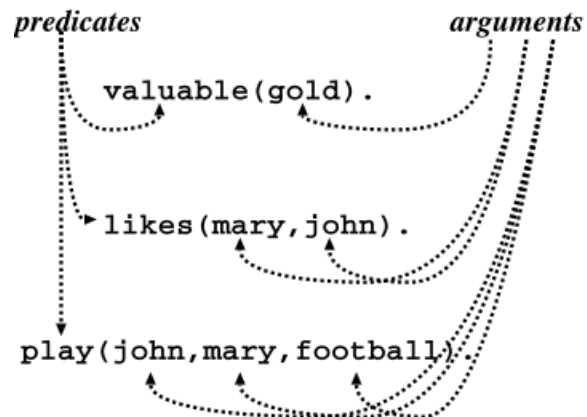 predicates arguments
valuable(gold).
likes(mary,john).
play(john,mary,football).